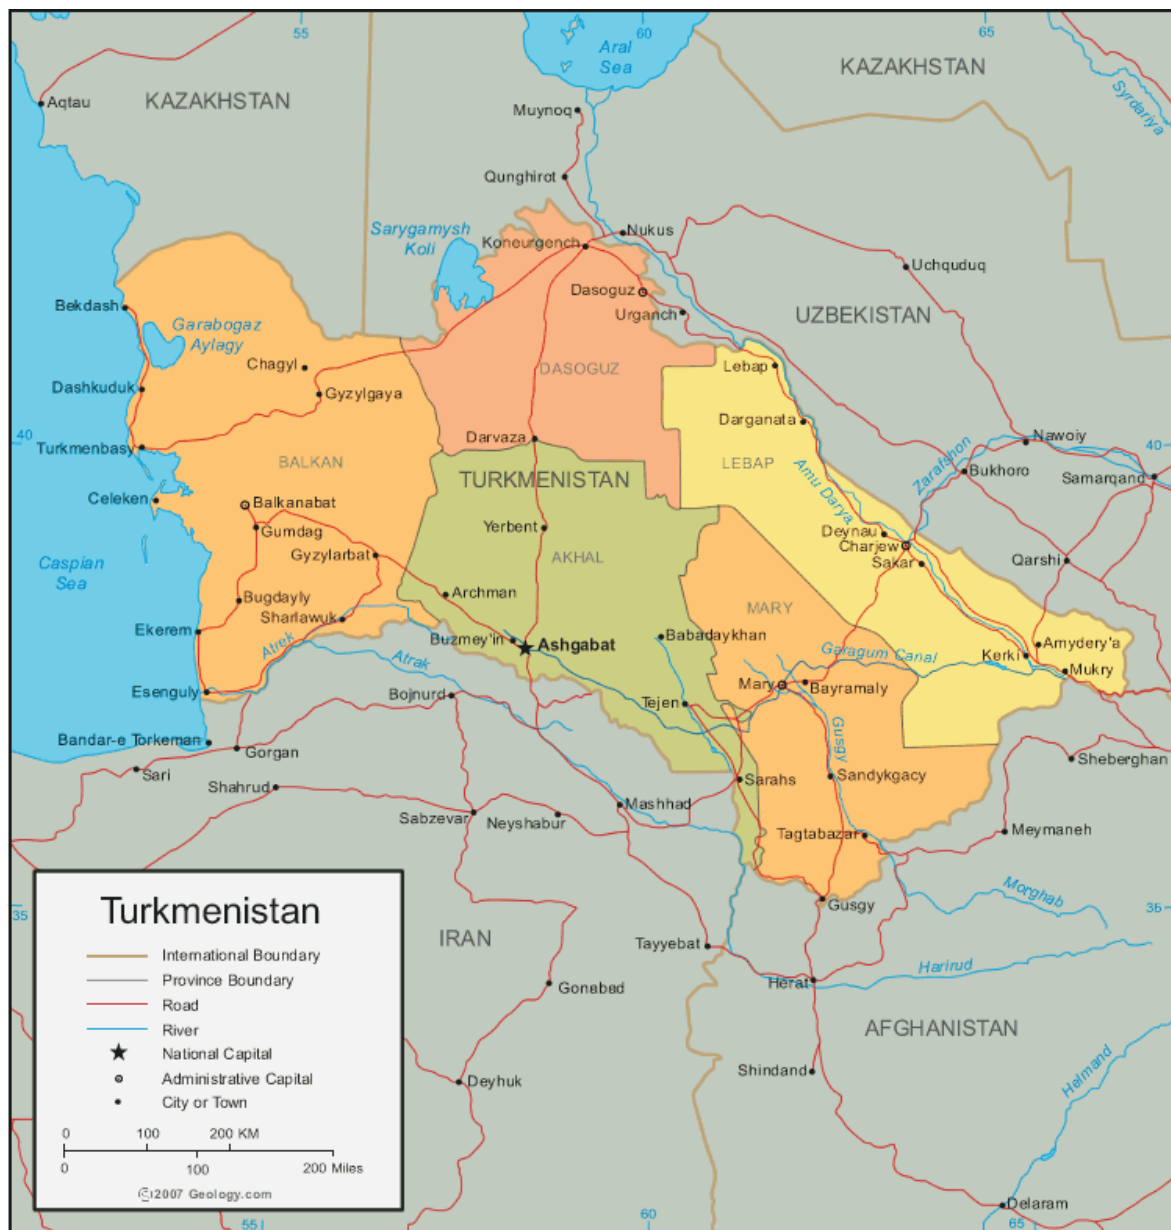 55
60
65
Aral
Sea
KAZAKHSTAN
Syrdariya
Aqtau
KAZAKHSTAN
Muynoq
Qunghirot
Sarygamysh
Koli
Koneurgench
Nukus
Uchquduq
Bekdash
Dasoguz
Urganch
UZBEKISTAN
Garabogaz
Aylagy
Chagyl
DASOGUZ
Lebap
Dashkuduk
Gyzylgaya
Darganata
40
Turkmenbasy
Darvaza
Nawoiy
40
BALKAN
TURKMENISTAN
LEBAP
Zarafshon
Bukhoro
Samarqand
Celeken
Balkanabat
Amu Darya
Gumdag
Yerbent
Deynau
Charjew
Gyzylarbat
AKHAL
Sakar
Qarshi
Caspian
Sea
Bugdayly
Archman
MARY
Sharlawuk
Ekerem
Atrek
Buzmey'in
Ashgabat
Babadaykhan
Garagum Canal
Amydery'a
Kerki
Atrak
Mukry
Esenguly
Bojnurd
Mary
Bayramaly
Tejen
Gusgy
Bandar-e Torkeman
Gorgan
Sheberghan
Sari
Shahrud
Sarahs
Sandykgacy
Mashhad
Sabzevar
Neyshabur
Tagtabazar
Meymaneh
Turkmenistan
Morghab
35
Gusgy
35
IRAN
Tayyebat
International Boundary
Harirud
Province Boundary
Gonabad
Herat
Road
River
AFGHANISTAN
National Capital
Shindand
Helmand
Administrative Capital
Deyhuk
City or Town
0 100 200 KM
0 100 200 Miles
©2007 Geology.com
Delaram
55
60
65